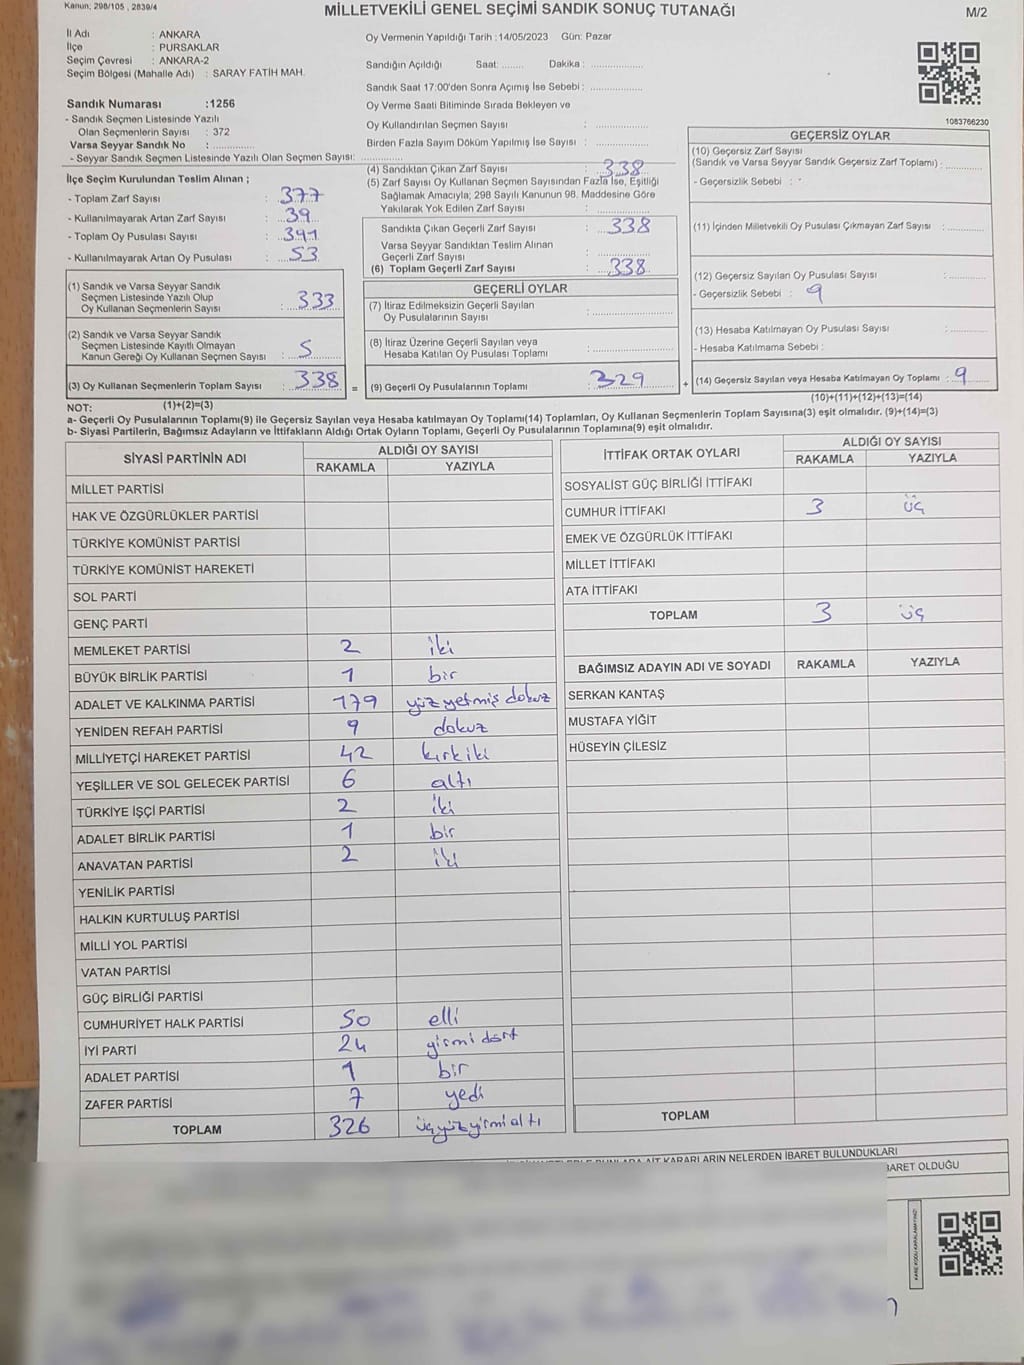 Kanun: 298/105 , 2839/4
MİLLETVEKİLİ GENEL SEÇİMİ SANDIK SONUÇ TUTANAĞI
M/2
İl Adı : ANKARA
İlçe : PURSAKLAR
Seçim Çevresi : ANKARA-2
Seçim Bölgesi (Mahalle Adı) : SARAY FATİH MAH.
Oy Vermenin Yapıldığı Tarih :14/05/2023 Gün: Pazar
Sandığın Açıldığı Saat: ........ Dakika : ..................
Sandık Saat 17:00'den Sonra Açımış İse Sebebi : ..................
Oy Verme Saati Bitiminde Sırada Bekleyen ve
Oy Kullandırılan Seçmen Sayısı : ..................
Birden Fazla Sayım Döküm Yapılmış İse Sayısı : ..................
1083766230
Sandık Numarası :1256
- Sandık Seçmen Listesinde Yazılı
Olan Seçmenlerin Sayısı : 372
Varsa Seyyar Sandık No : ..............
- Seyyar Sandık Seçmen Listesinde Yazılı Olan Seçmen Sayısı: ..............
İlçe Seçim Kurulundan Teslim Alınan ;
- Toplam Zarf Sayısı : 377
- Kullanılmayarak Artan Zarf Sayısı : 39
- Toplam Oy Pusulası Sayısı : 391
- Kullanılmayarak Artan Oy Pusulası : 53
(1) Sandık ve Varsa Seyyar Sandık
Seçmen Listesinde Yazılı Olup
Oy Kullanan Seçmenlerin Sayısı : 333
(2) Sandık ve Varsa Seyyar Sandık
Seçmen Listesinde Kayıtlı Olmayan
Kanun Gereği Oy Kullanan Seçmen Sayısı : 5
(3) Oy Kullanan Seçmenlerin Toplam Sayısı : 338
(1)+(2)=(3)
(4) Sandıktan Çıkan Zarf Sayısı : 338
(5) Zarf Sayısı Oy Kullanan Seçmen Sayısından Fazla İse, Eşitliği
Sağlamak Amacıyla; 298 Sayılı Kanunun 98. Maddesine Göre
Yakılarak Yok Edilen Zarf Sayısı : ..............
Sandıkta Çıkan Geçerli Zarf Sayısı : 338
Varsa Seyyar Sandıktan Teslim Alınan
Geçerli Zarf Sayısı : ..............
(6) Toplam Geçerli Zarf Sayısı : 338
GEÇERLİ OYLAR
(7) İtiraz Edilmeksizin Geçerli Sayılan
Oy Pusulalarının Sayısı : ..............
(8) İtiraz Üzerine Geçerli Sayılan veya
Hesaba Katılan Oy Pusulası Toplamı : ..............
= (9) Geçerli Oy Pusulalarının Toplamı : 329 +
GEÇERSİZ OYLAR
(10) Geçersiz Zarf Sayısı
(Sandık ve Varsa Seyyar Sandık Geçersiz Zarf Toplamı) : ............
- Geçersizlik Sebebi :
(11) İçinden Milletvekili Oy Pusulası Çıkmayan Zarf Sayısı : ............
(12) Geçersiz Sayılan Oy Pusulası Sayısı : ............
- Geçersizlik Sebebi : 9
(13) Hesaba Katılmayan Oy Pusulası Sayısı : ............
- Hesaba Katılmama Sebebi :
(14) Geçersiz Sayılan veya Hesaba Katılmayan Oy Toplamı : 9
(10)+(11)+(12)+(13)=(14)
NOT:
a- Geçerli Oy Pusulalarının Toplamı(9) ile Geçersiz Sayılan veya Hesaba katılmayan Oy Toplamı(14) Toplamları, Oy Kullanan Seçmenlerin Toplam Sayısına(3) eşit olmalıdır. (9)+(14)=(3)
b- Siyasi Partilerin, Bağımsız Adayların ve İttifakların Aldığı Ortak Oyların Toplamı, Geçerli Oy Pusulalarının Toplamına(9) eşit olmalıdır.
SİYASİ PARTİNİN ADI ALDIĞI OY SAYISI
RAKAMLA YAZIYLA
MİLLET PARTİSİ
HAK VE ÖZGÜRLÜKLER PARTİSİ
TÜRKİYE KOMÜNİST PARTİSİ
TÜRKİYE KOMÜNİST HAREKETİ
SOL PARTİ
GENÇ PARTİ
MEMLEKET PARTİSİ 2 iki
BÜYÜK BİRLİK PARTİSİ 1 bir
ADALET VE KALKINMA PARTİSİ 179 yüz yetmiş dokuz
YENİDEN REFAH PARTİSİ 9 dokuz
MİLLİYETÇİ HAREKET PARTİSİ 42 kırk iki
YEŞİLLER VE SOL GELECEK PARTİSİ 6 altı
TÜRKİYE İŞÇİ PARTİSİ 2 iki
ADALET BİRLİK PARTİSİ 1 bir
ANAVATAN PARTİSİ 2 iki
YENİLİK PARTİSİ
HALKIN KURTULUŞ PARTİSİ
MİLLİ YOL PARTİSİ
VATAN PARTİSİ
GÜÇ BİRLİĞİ PARTİSİ
CUMHURİYET HALK PARTİSİ 50 elli
İYİ PARTİ 24 yirmi dört
ADALET PARTİSİ 1 bir
ZAFER PARTİSİ 7 yedi
TOPLAM 326 üçyüz yirmi altı
İTTİFAK ORTAK OYLARI ALDIĞI OY SAYISI
RAKAMLA YAZIYLA
SOSYALİST GÜÇ BİRLİĞİ İTTİFAKI
CUMHUR İTTİFAKI 3 üç
EMEK VE ÖZGÜRLÜK İTTİFAKI
MİLLET İTTİFAKI
ATA İTTİFAKI
TOPLAM 3 üç
BAĞIMSIZ ADAYIN ADI VE SOYADI RAKAMLA YAZIYLA
SERKAN KANTAŞ
MUSTAFA YİĞİT
HÜSEYİN ÇİLESİZ
TOPLAM
AİT KARARLARIN NELERDEN İBARET BULUNDUKLARI
İBARET OLDUĞU
KARE KODU KARALAMAYINIZ!